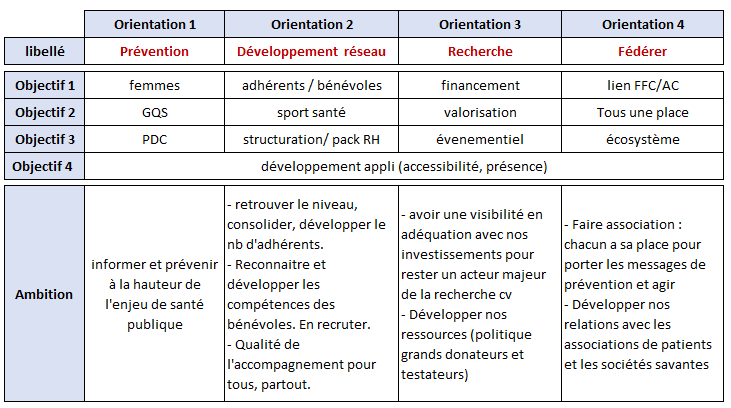 Orientation 1 Orientation 2 Orientation 3 Orientation 4
libellé Prévention Développement réseau Recherche Fédérer
Objectif 1 femmes adhérents / bénévoles financement lien FFC/AC
Objectif 2 GQS sport santé valorisation Tous une place
Objectif 3 PDC structuration/ pack RH évenementiel écosystème
Objectif 4 développement appli (accessibilité, présence)
Ambition
informer et prévenir
à la hauteur de
l'enjeu de santé
publique
- retrouver le niveau,
consolider, développer le
nb d'adhérents.
- Reconnaitre et
développer les
compétences des
bénévoles. En recruter.
- Qualité de
l'accompagnement pour
tous, partout.
- avoir une visibilité en
adéquation avec nos
investissements pour
rester un acteur majeur
de la recherche cv
- Développer nos
ressources (politique
grands donateurs et
testateurs)
- Faire association :
chacun a sa place pour
porter les messages de
prévention et agir
- Développer nos
relations avec les
associations de patients
et les sociétés savantes